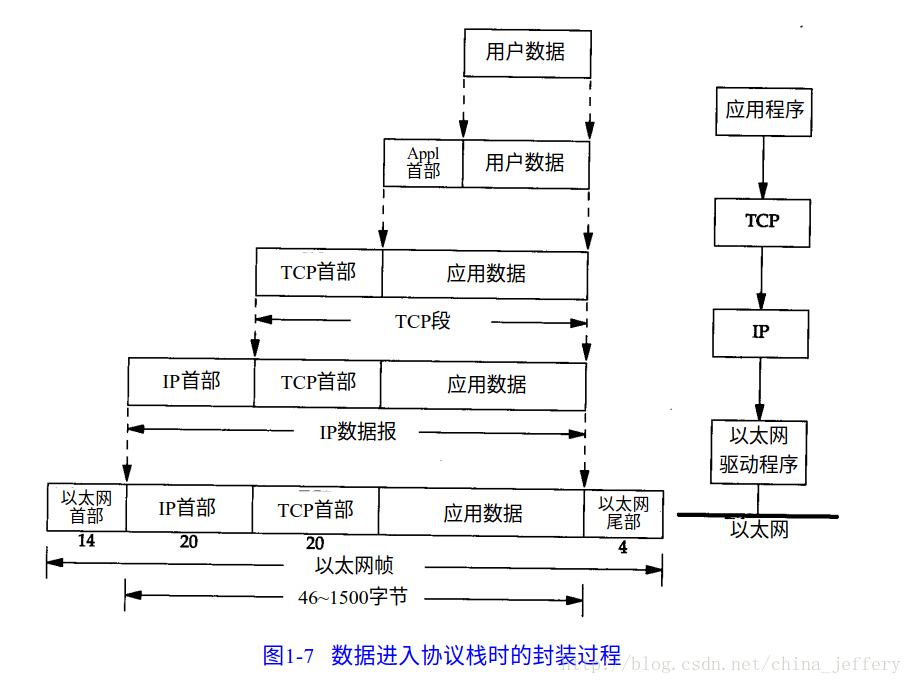 用户数据
应用程序
Appl
首部
用户数据
TCP
TCP首部
应用数据
TCP段
IP
IP首部
TCP首部
应用数据
IP数据报
以太网
驱动程序
以太网
首部
IP首部
TCP首部
应用数据
以太网
尾部
以太网
14
20
20
4
以太网帧
46~1500字节
图1-7 数据进入协议栈时的封装过程
http://blog.csdn.net/china_jeffery